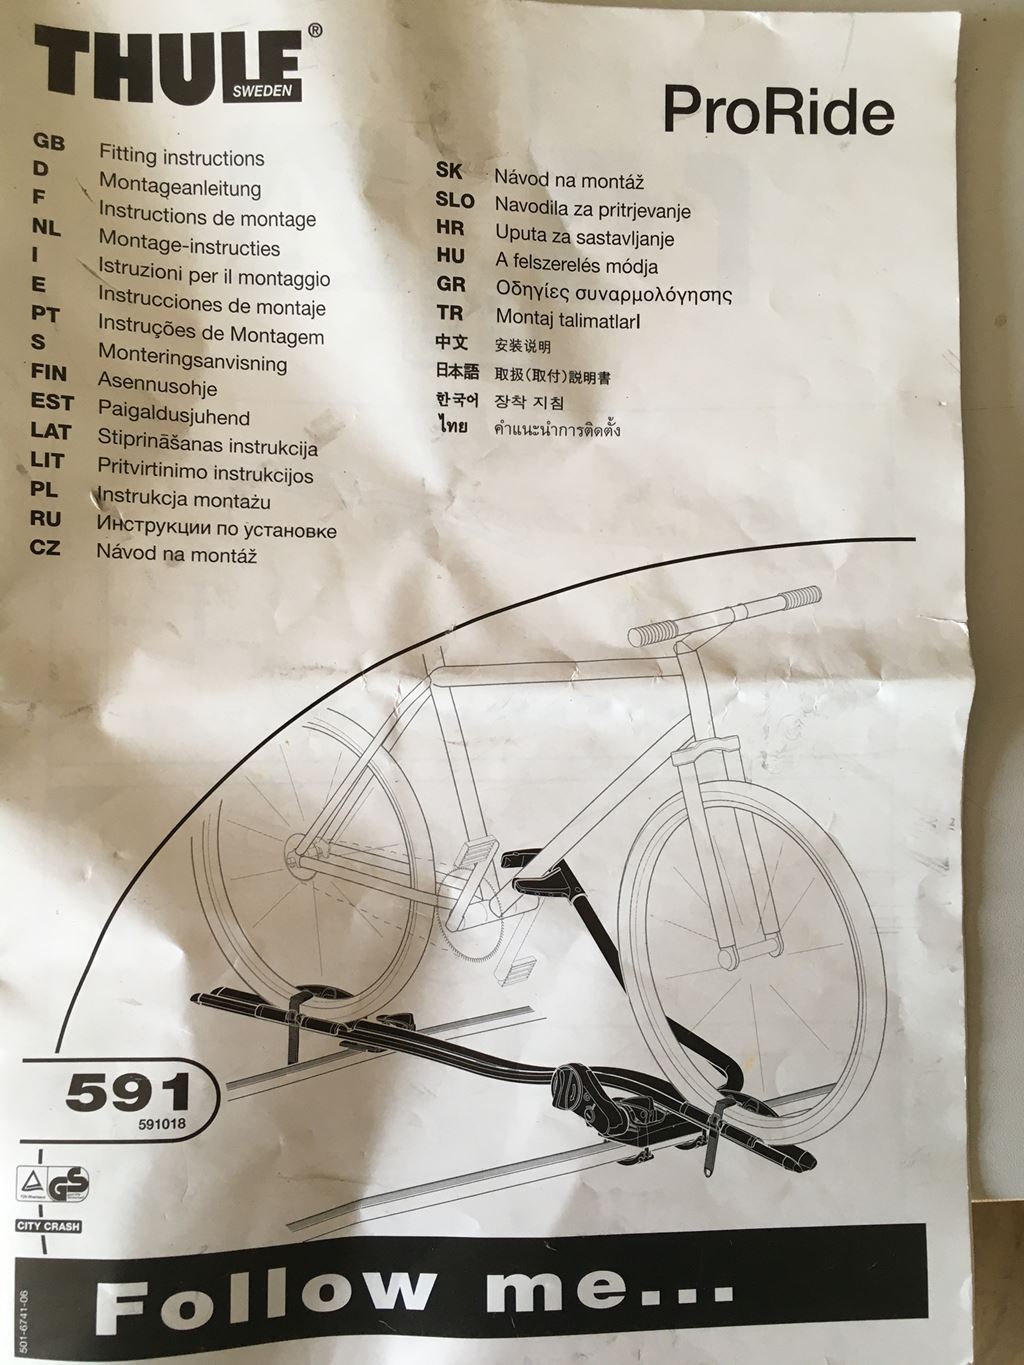 THULE®
SWEDEN
ProRide
GB Fitting instructions
D Montageanleitung
F Instructions de montage
NL Montage-instructies
I Istruzioni per il montaggio
E Instrucciones de montaje
PT Instruções de Montagem
S Monteringsanvisning
FIN Asennusohje
EST Paigaldusjuhend
LAT Stiprināšanas instrukcija
LIT Pritvirtinimo instrukcijos
PL Instrukcja montażu
RU Инструкции по установке
CZ Návod na montáž
SK Návod na montáž
SLO Navodila za pritrjevanje
HR Uputa za sastavljanje
HU A felszerelés módja
GR Οδηγίες συναρμολόγησης
TR Montaj talimatlarI
中文 安装说明
日本語 取扱(取付)説明書
한국어 장착 지침
ไทย คำแนะนำการติดตั้ง
591
591018
GS
CITY CRASH
Follow me...
501-6741-06